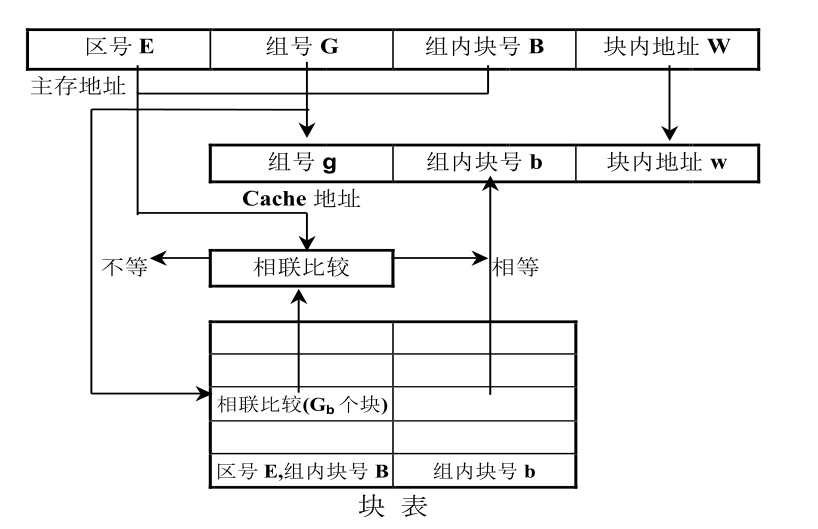 区号 E 组号 G 组内块号 B 块内地址 W
主存地址
组号 g 组内块号 b 块内地址 w
Cache 地址
不等 相联比较 相等
相联比较(Gb 个块)
区号 E,组内块号 B 组内块号 b
块 表